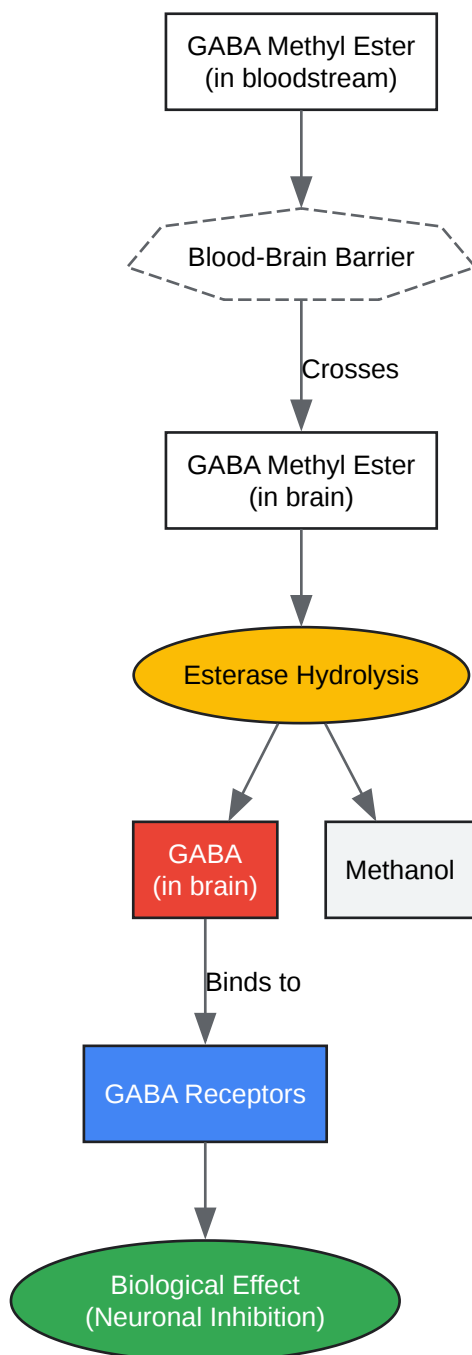 GABA Methyl Ester
(in bloodstream)
Blood-Brain Barrier
Crosses
GABA Methyl Ester
(in brain)
Esterase Hydrolysis
GABA
(in brain)
Methanol
Binds to
GABA Receptors
Biological Effect
(Neuronal Inhibition)